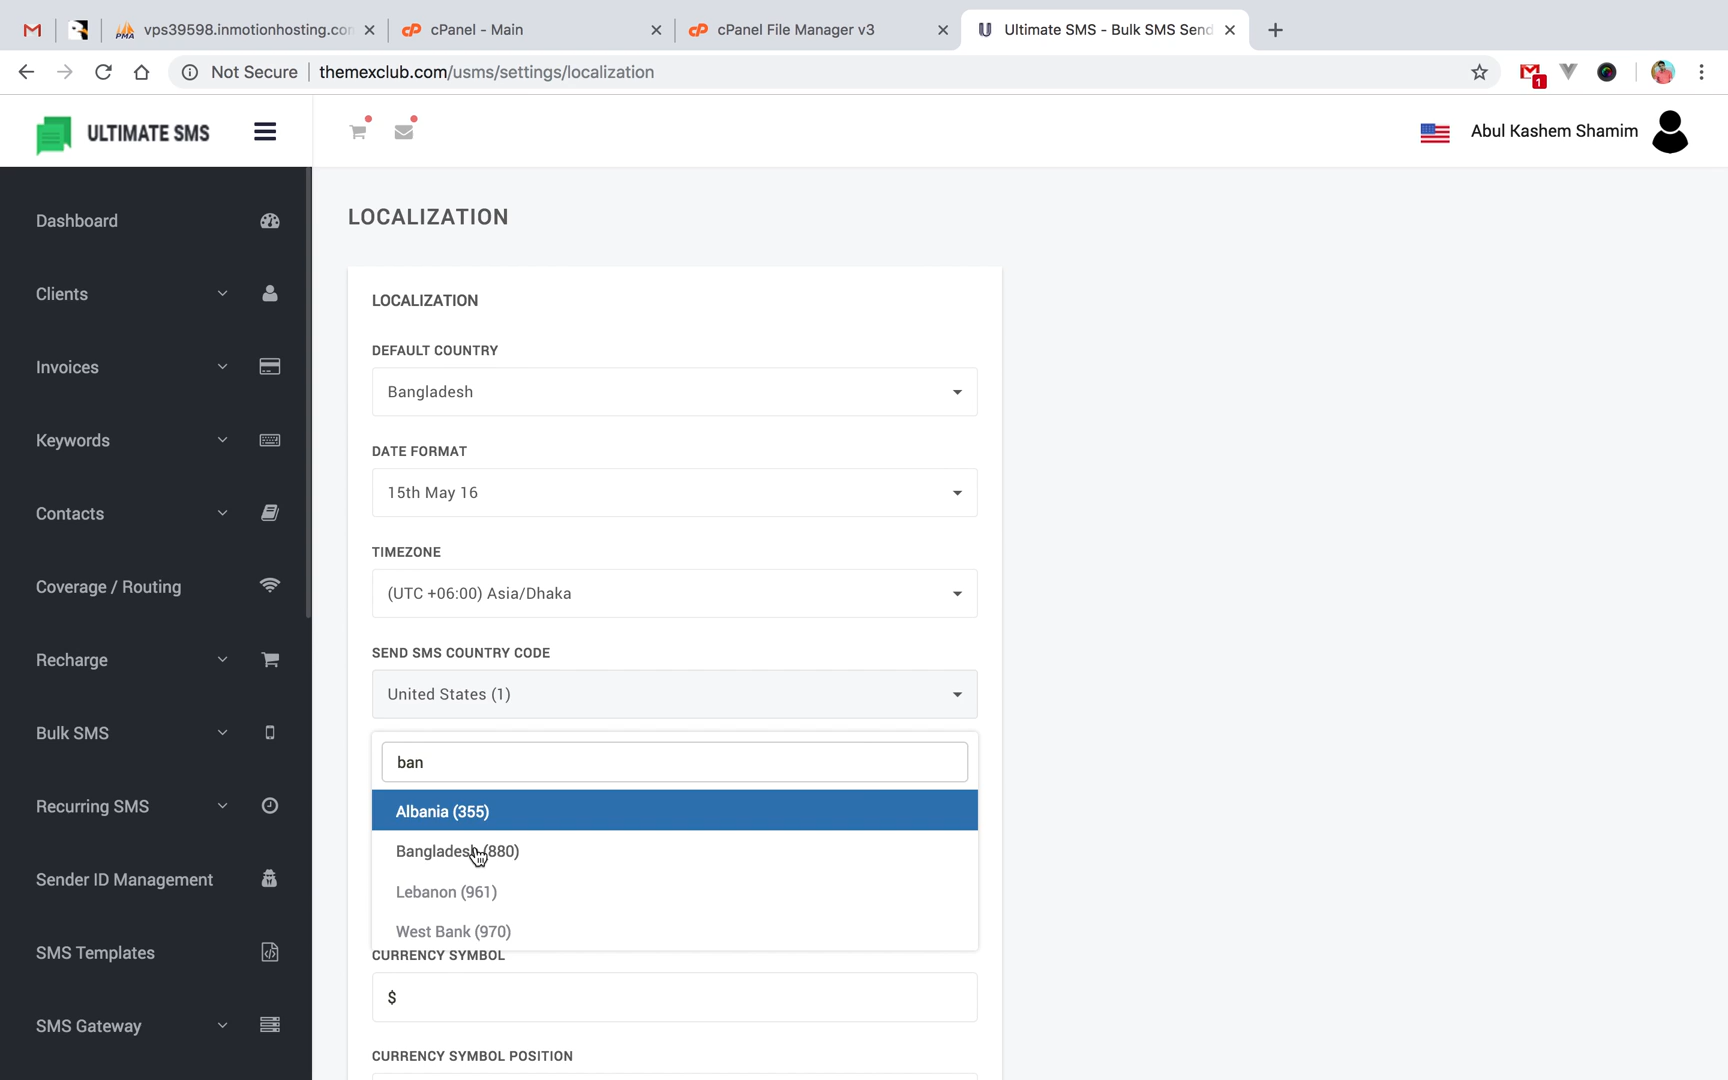 vps39598.inmotionhosting.con
cPanel - Main
cPanel File Manager v3
Ultimate SMS - Bulk SMS Send
Not Secure
themexclub.com/usms/settings/localization
1
ULTIMATE SMS
Abul Kashem Shamim
Dashboard
Clients
Invoices
Keywords
Contacts
Coverage / Routing
Recharge
Bulk SMS
Recurring SMS
Sender ID Management
SMS Templates
SMS Gateway
LOCALIZATION
LOCALIZATION
DEFAULT COUNTRY
Bangladesh
DATE FORMAT
15th May 16
TIMEZONE
(UTC +06:00) Asia/Dhaka
SEND SMS COUNTRY CODE
United States (1)
ban
Albania (355)
Bangladesh (880)
Lebanon (961)
West Bank (970)
CURRENCY SYMBOL
$
CURRENCY SYMBOL POSITION